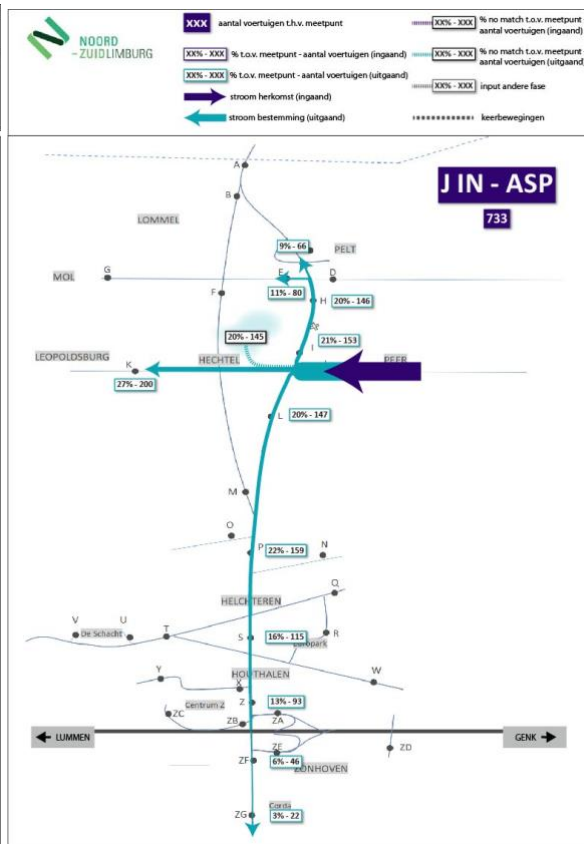 NOORD
-ZUIDLIMBURG
XXX aantal voertuigen t.h.v. meetpunt
XX% - XXX % t.o.v. meetpunt - aantal voertuigen (ingaand)
XX% - XXX % t.o.v. meetpunt - aantal voertuigen (uitgaand)
stroom herkomst (ingaand)
stroom bestemming (uitgaand)
XX% - XXX % no match t.o.v. meetpunt
aantal voertuigen (ingaand)
XX% - XXX % no match t.o.v. meetpunt
aantal voertuigen (uitgaand)
XX% - XXX input andere fase
keerbewegingen
J IN - ASP
733
A
B
LOMMEL
9% - 66
PELT
MOL
G
E
D
F
11% - 80
H
20% - 146
20% - 145
I
21% - 153
LEOPOLDSBURG
K
HECHTEL
PEER
27% - 200
L
20% - 147
M
O
P
22% - 159
N
Q
HELCHTEREN
V
U
De Schacht
T
S
16% - 115
R
Europark
HOUTHALEN
Y
X
W
Z
13% - 93
Centrum Z
ZC
ZB
ZA
LUMMEN
GENK
ZE
ZD
ZF
6% - 46
ZONHOVEN
Corda
ZG
3% - 22